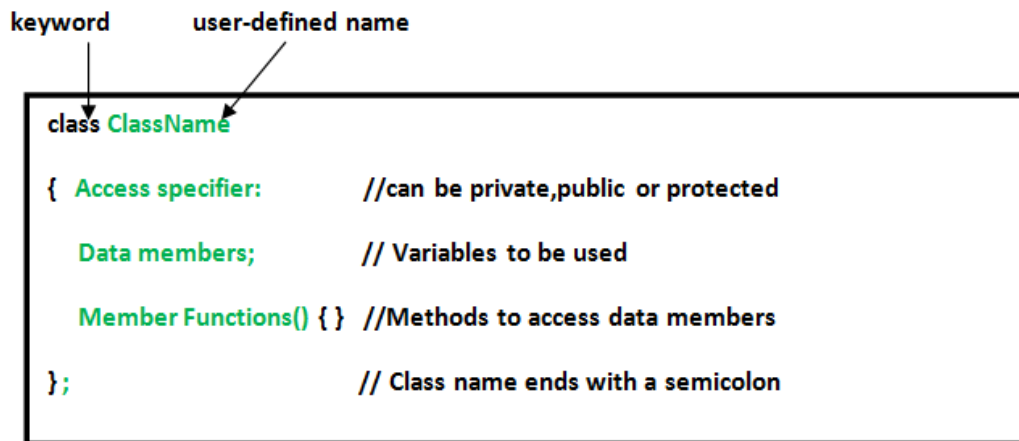 keyword user-defined name
class ClassName
{ Access specifier: //can be private,public or protected
Data members; // Variables to be used
Member Functions() { } //Methods to access data members
} ; // Class name ends with a semicolon